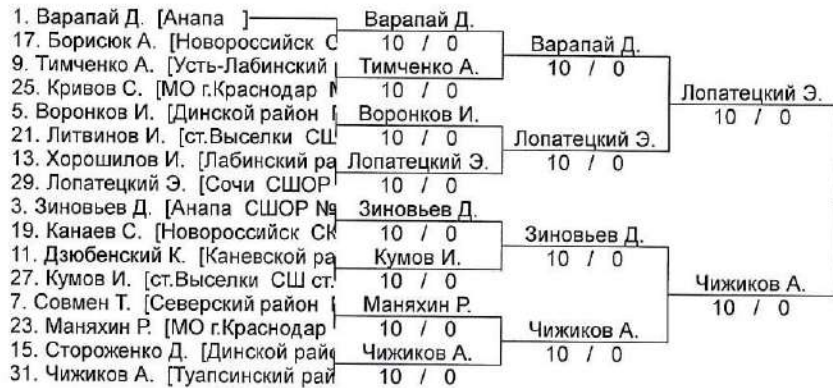 1. Варапай Д. [Анапа ]
17. Борисюк А. [Новороссийск С
9. Тимченко А. [Усть-Лабинский
25. Кривов С. [МО г.Краснодар
5. Воронков И. [Динской район
21. Литвинов И. [ст.Выселки СШ
13. Хорошилов И. [Лабинский ра
29. Лопатецкий Э. [Сочи СШОР
3. Зиновьев Д. [Анапа СШОР №
19. Канаев С. [Новороссийск СК
11. Дзюбенский К. [Каневской ра
27. Кумов И. [ст.Выселки СШ ст.
7. Совмен Т. [Северский район
23. Маняхин Р. [МО г.Краснодар
15. Стороженко Д. [Динской рай
31. Чижиков А. [Туапсинский рай
Варапай Д.
10 / 0
Тимченко А.
10 / 0
Воронков И.
10 / 0
Лопатецкий Э.
10 / 0
Зиновьев Д.
10 / 0
Кумов И.
10 / 0
Маняхин Р.
10 / 0
Чижиков А.
10 / 0
Варапай Д.
10 / 0
Лопатецкий Э.
10 / 0
Зиновьев Д.
10 / 0
Чижиков А.
10 / 0
Лопатецкий Э.
10 / 0
Чижиков А.
10 / 0